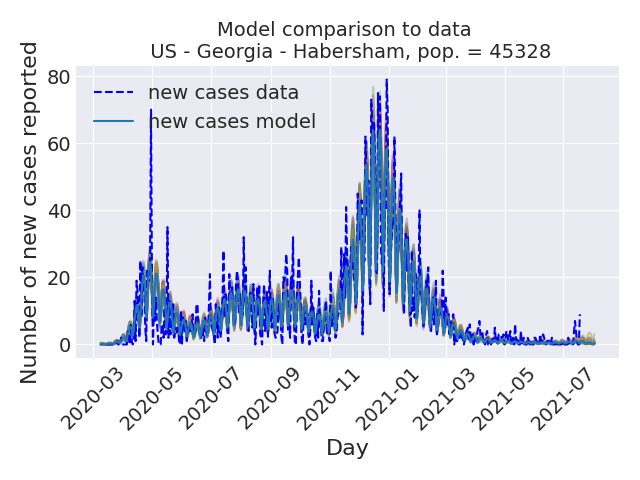 Model comparison to data
US - Georgia - Habersham, pop. = 45328
Number of new cases reported
80
60
40
20
0
new cases data
new cases model
2020-03
2020-05
2020-07
2020-09
2020-11
2021-01
2021-03
2021-05
2021-07
Day